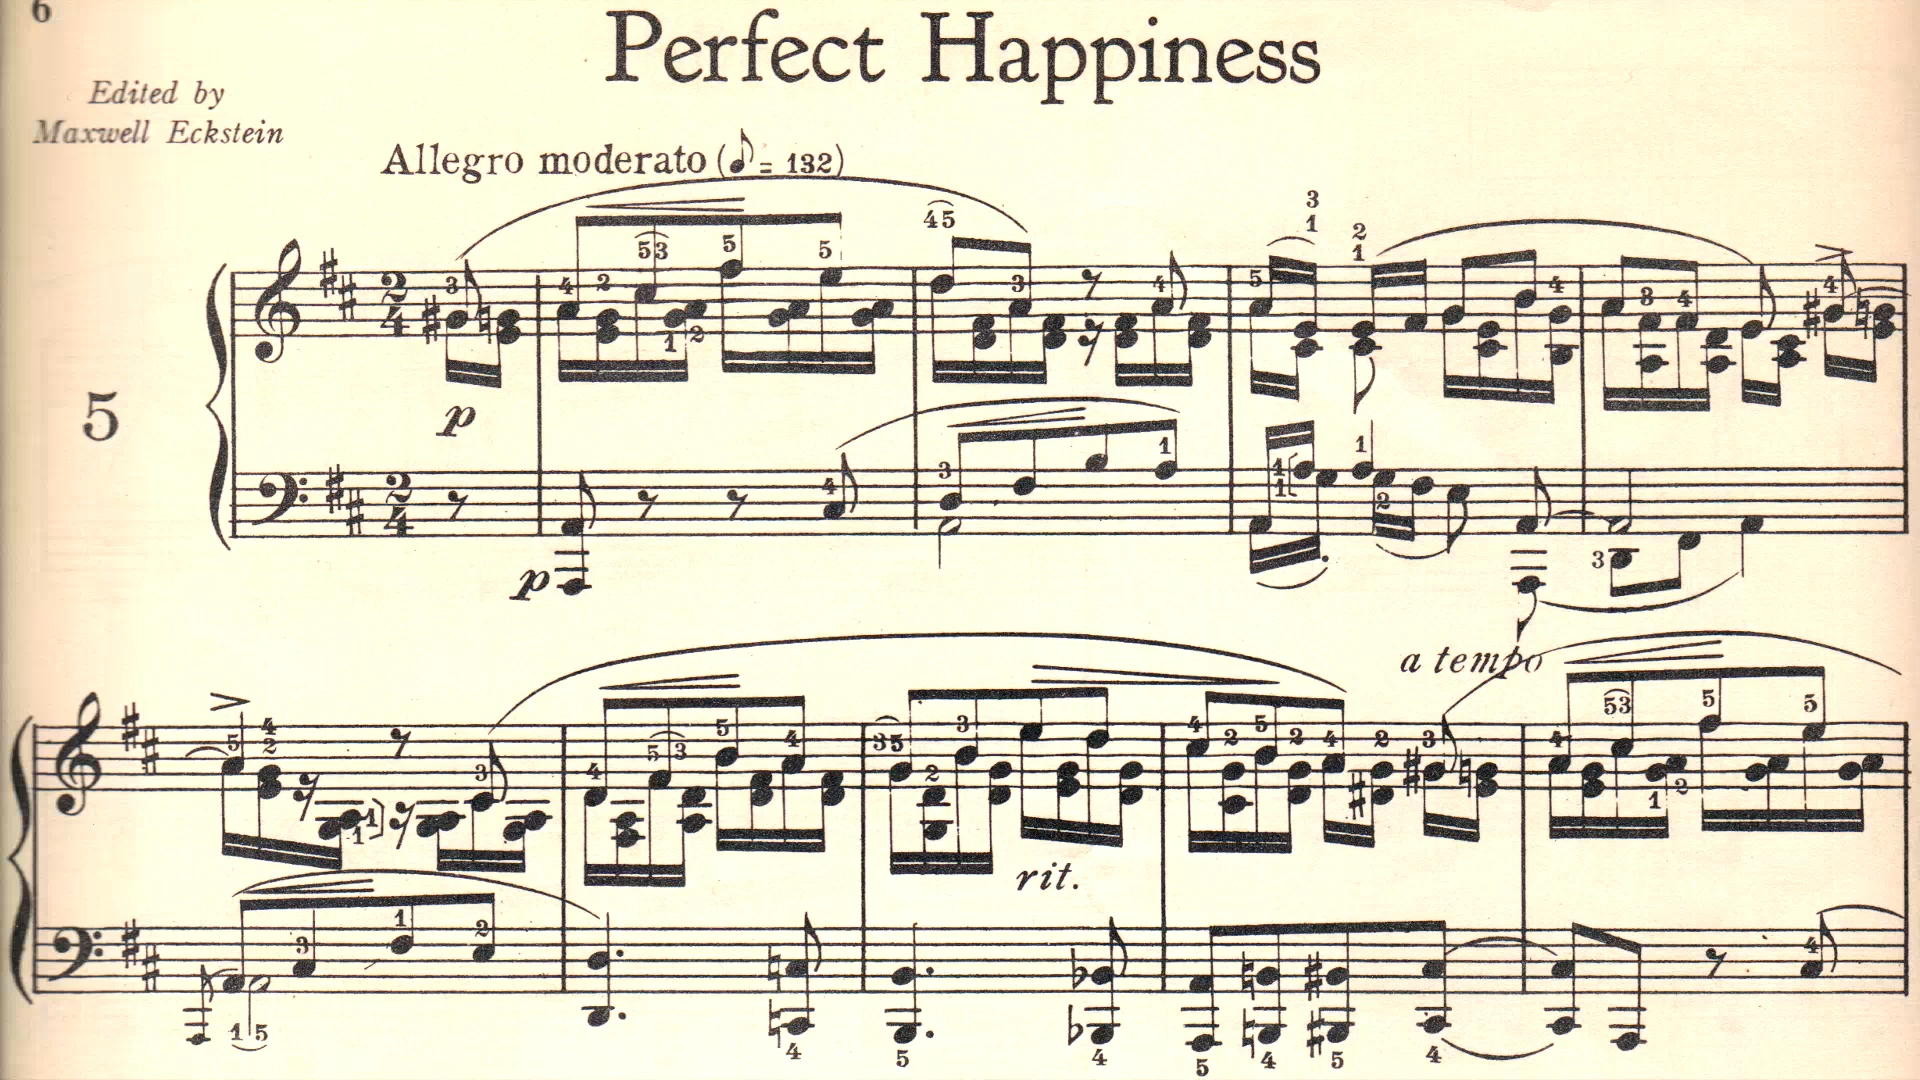 6
Perfect Happiness
Edited by
Maxwell Eckstein
Allegro moderato (♪ = 132)
5
p
p
a tempo
rit.